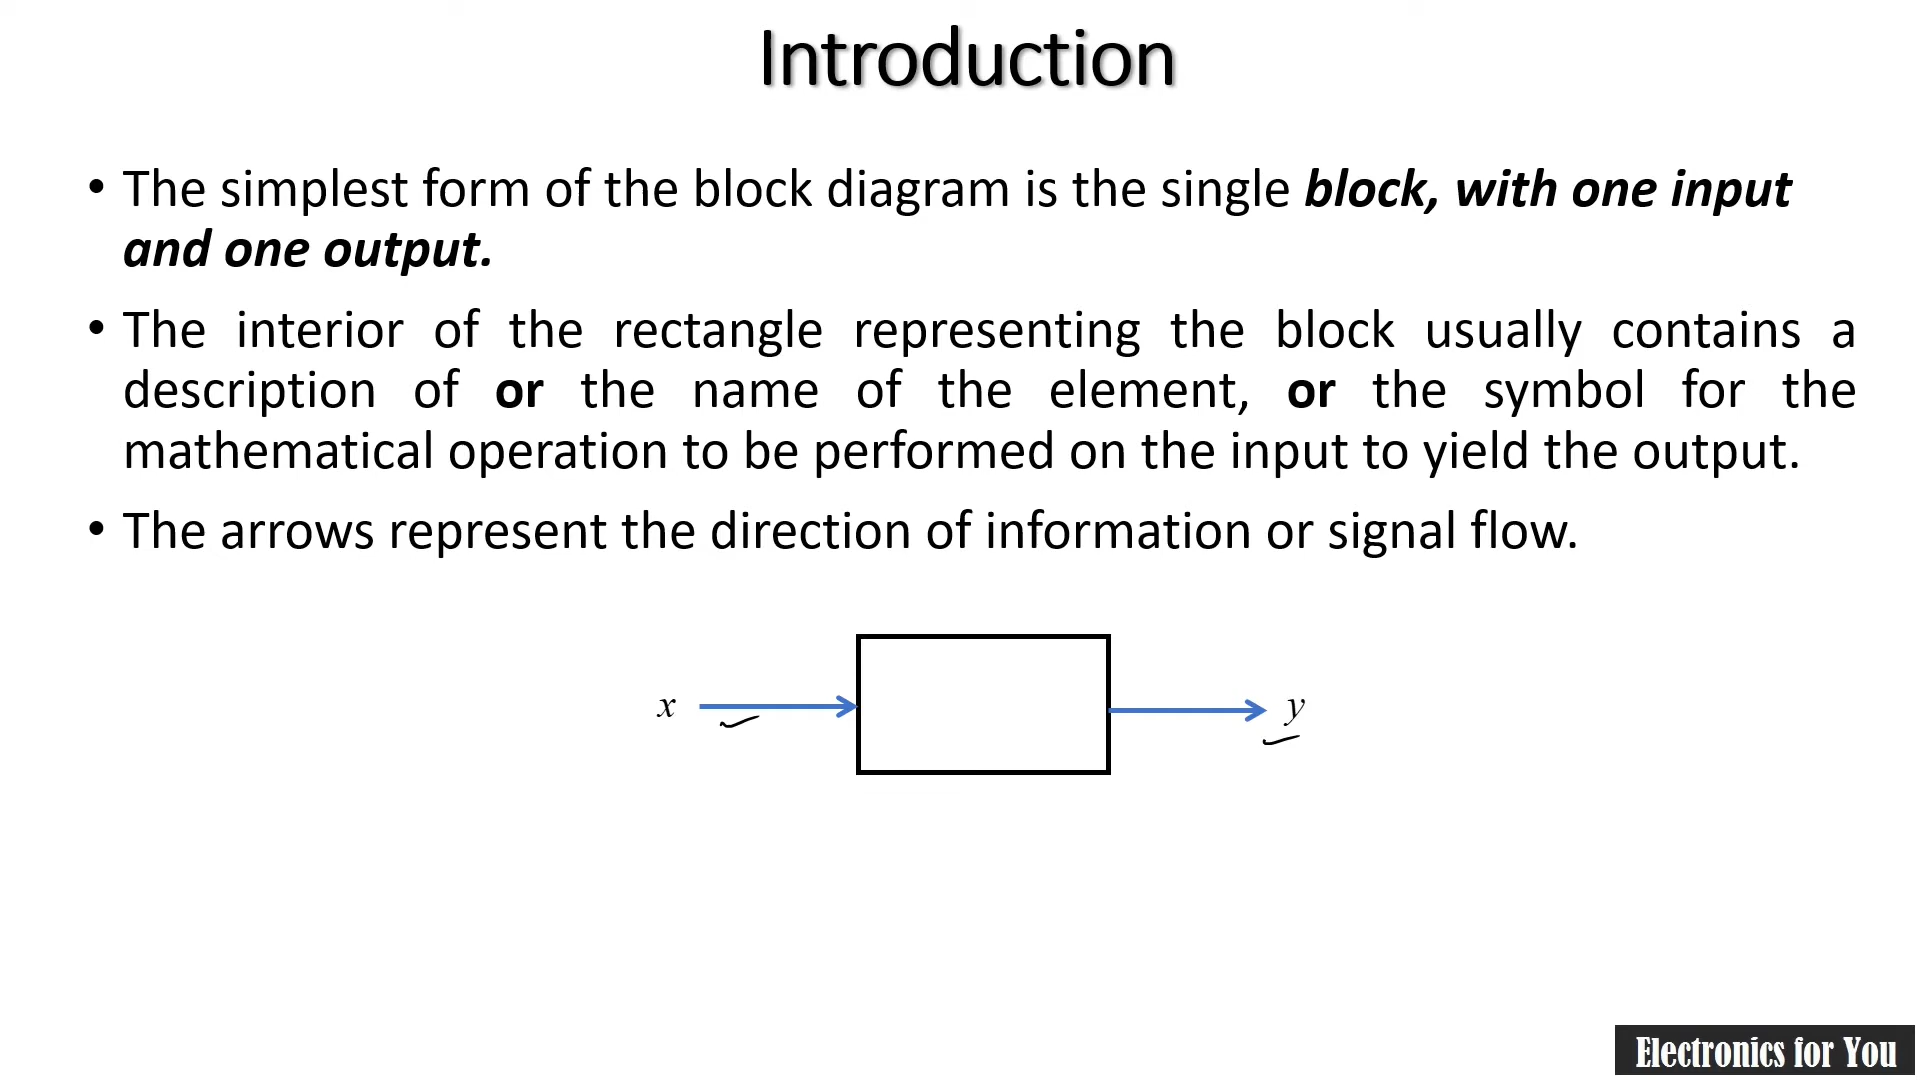 Introduction
• The simplest form of the block diagram is the single block, with one input
and one output.
• The interior of the rectangle representing the block usually contains a
description of or the name of the element, or the symbol for the
mathematical operation to be performed on the input to yield the output.
• The arrows represent the direction of information or signal flow.
x y
Electronics for You